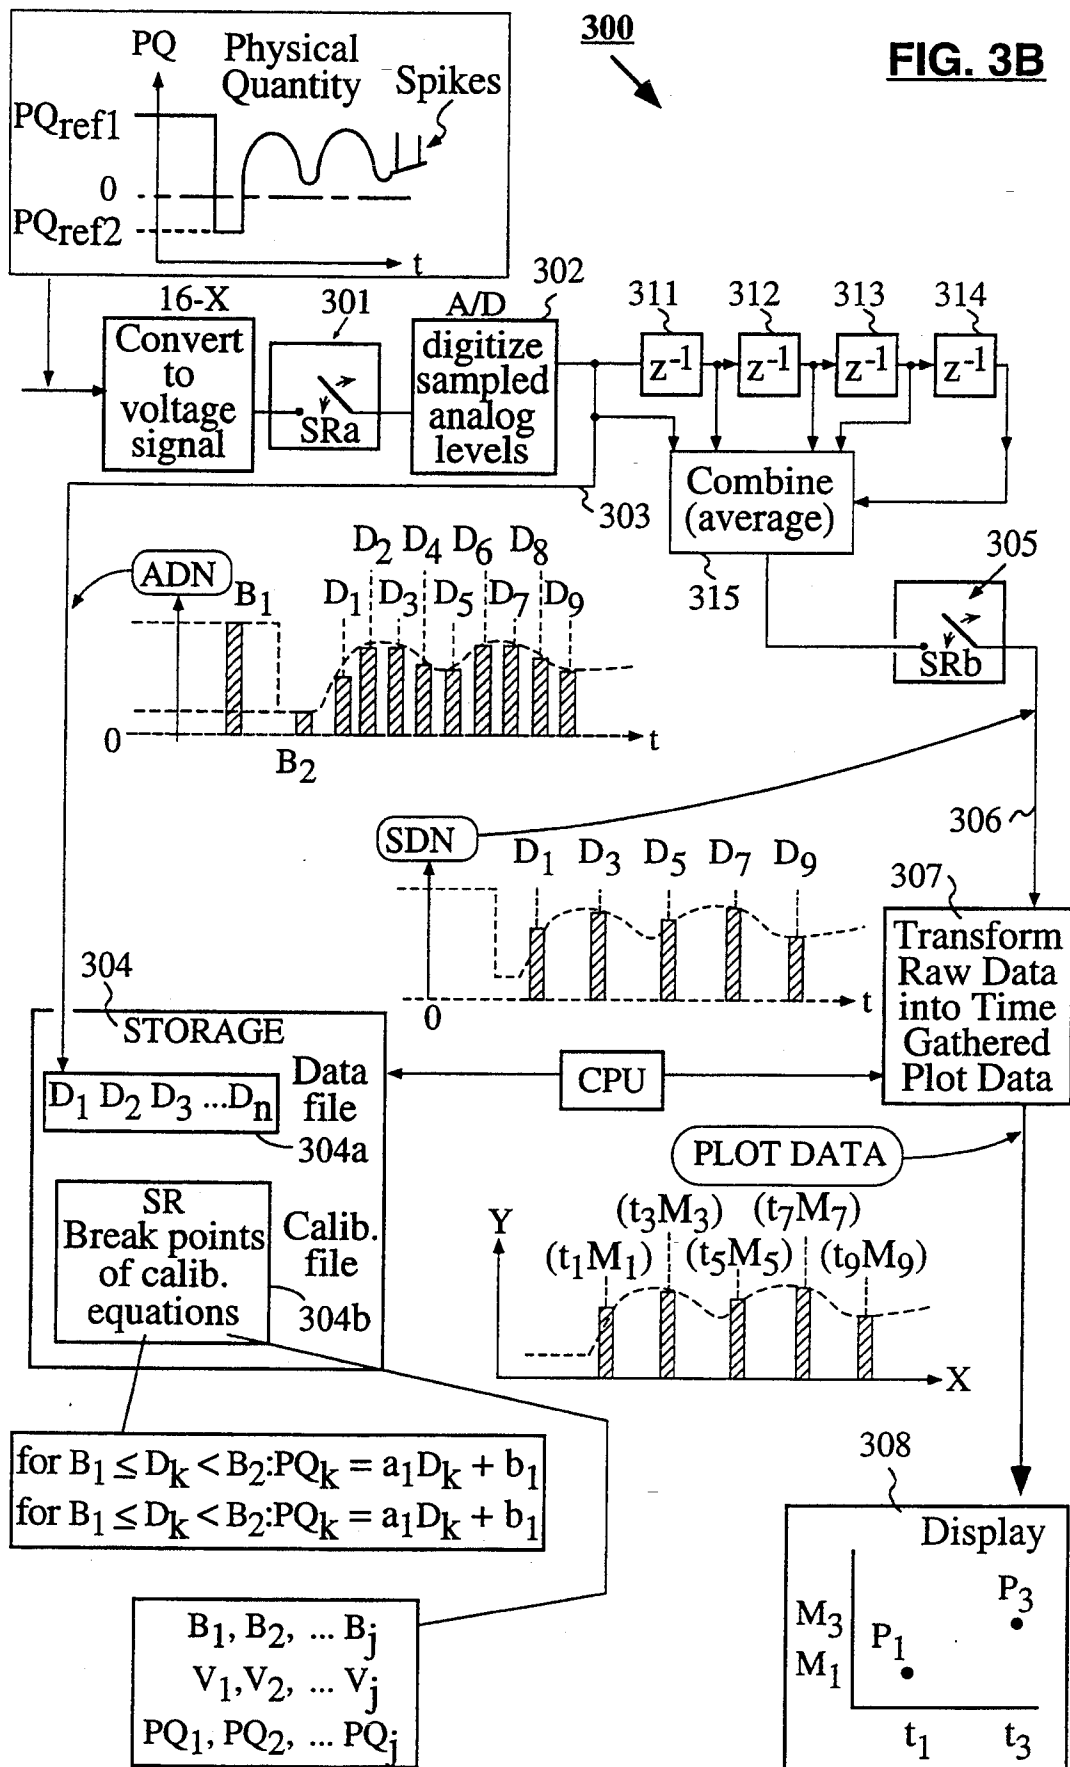 300
FIG. 3B
PQ
Physical
Quantity
Spikes
PQref1
0
PQref2
t
16-X
Convert
to
voltage
signal
301
SRa
A/D
302
digitize
sampled
analog
levels
311
312
313
314
z-1
z-1
z-1
z-1
Combine
(average)
303
315
305
SRb
ADN
B1
D2 D4 D6 D8
D1 D3 D5 D7 D9
0
B2
t
SDN
D1 D3 D5 D7 D9
0
t
306
307
Transform
Raw Data
into Time
Gathered
Plot Data
304
STORAGE
D1 D2 D3 ...Dn
Data
file
304a
CPU
SR
Break points
of calib.
equations
Calib.
file
304b
PLOT DATA
Y
(t3M3) (t7M7)
(t1M1) (t5M5) (t9M9)
X
for B1 ≤ Dk < B2:PQk = a1Dk + b1
for B1 ≤ Dk < B2:PQk = a1Dk + b1
B1, B2, ... Bj
V1,V2, ... Vj
PQ1, PQ2, ... PQj
308
Display
M3
M1
P1
P3
t1
t3